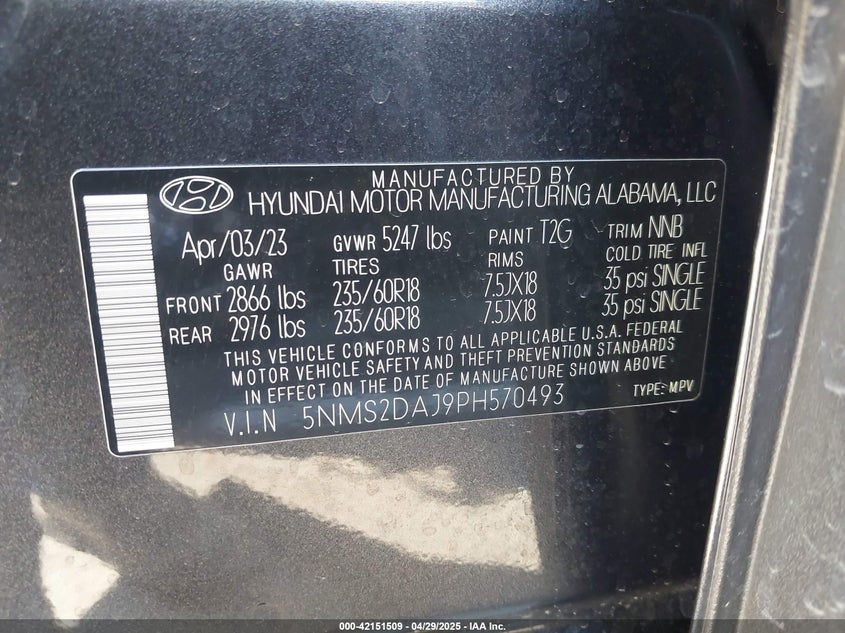 MANUFACTURED BY
HYUNDAI MOTOR MANUFACTURING ALABAMA, LLC
Apr/03/23 GVWR 5247 lbs PAINT T2G TRIM NNB
GAWR TIRES RIMS COLD TIRE INFL
FRONT 2866 lbs 235/60R18 7.5JX18 35 psi SINGLE
REAR 2976 lbs 235/60R18 7.5JX18 35 psi SINGLE
THIS VEHICLE CONFORMS TO ALL APPLICABLE U.S.A. FEDERAL
MOTOR VEHICLE SAFETY AND THEFT PREVENTION STANDARDS
IN EFFECT ON THE DATE OF MANUFACTURE SHOWN ABOVE
V.I.N 5NMS2DAJ9PH570493 TYPE: MPV
000-42151509 | 04/29/2025 - IAA Inc.